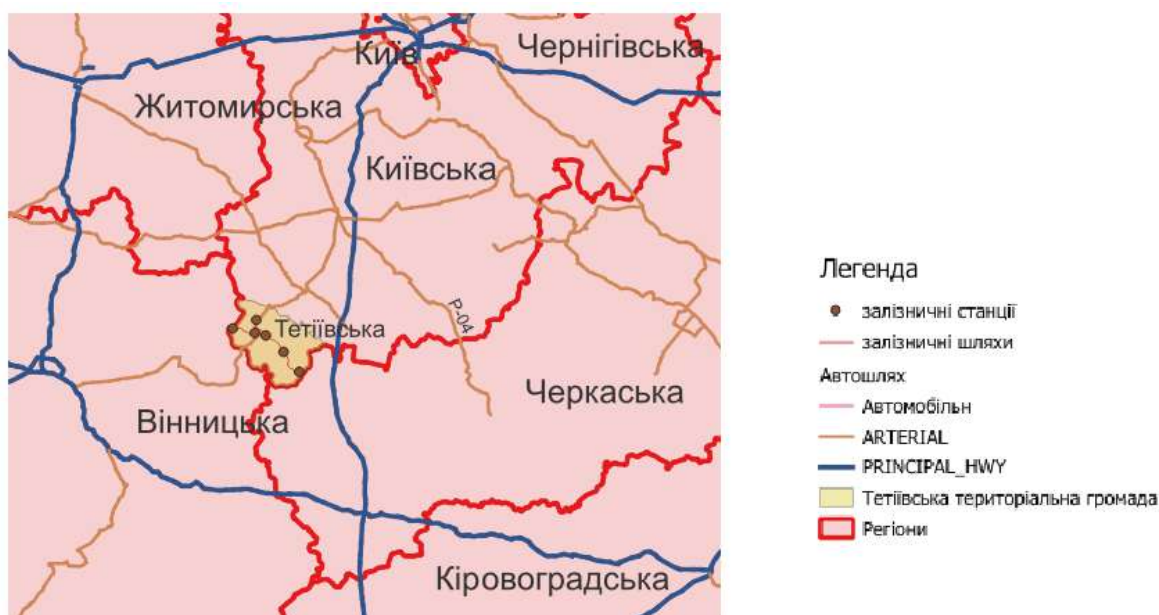 Чернігівська
Київ
Житомирська
Київська
Р-04
Тетіївська
Черкаська
Вінницька
Кіровоградська
Легенда
залізничні станції
залізничні шляхи
Автошлях
Автомобільн
ARTERIAL
PRINCIPAL_HWY
Тетіївська територіальна громада
Регіони